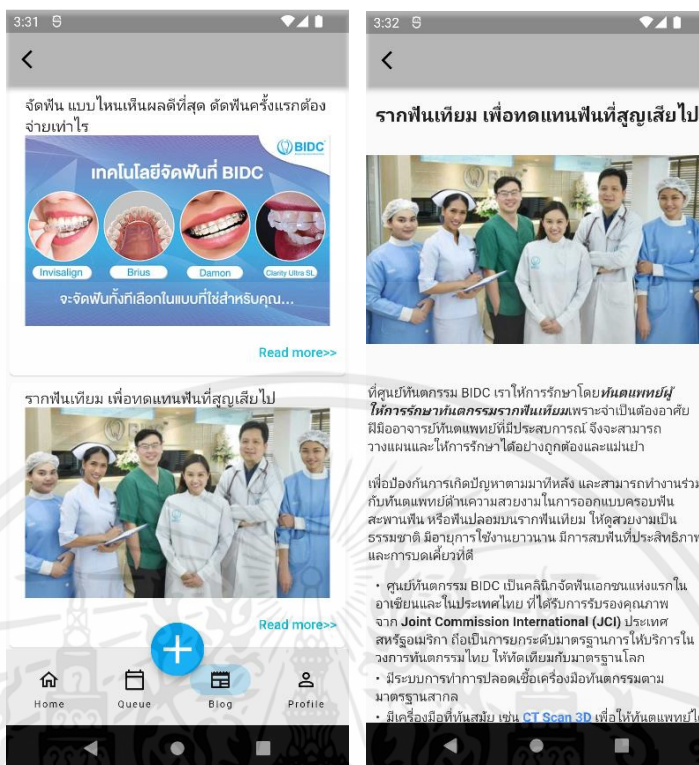 3:31
จัดฟัน แบบไหนเห็นผลดีที่สุด ดัดฟันครั้งแรกต้อง
จ่ายเท่าไร
BIDC
เทคโนโลยีจัดฟันที่ BIDC
Invisalign
Brius
Damon
Clarity Ultra SL
จะจัดฟันทั้งทีเลือกในแบบที่ใช่สำหรับคุณ...
Read more>>
รากฟันเทียม เพื่อทดแทนฟันที่สูญเสียไป
Read more>>
Home
Queue
Blog
Profile
3:32
รากฟันเทียม เพื่อทดแทนฟันที่สูญเสียไป
ที่ศูนย์ทันตกรรม BIDC เราให้การรักษาโดยทันตแพทย์ผู้
ให้การรักษาทันตกรรมรากฟันเทียมเพราะจำเป็นต้องอาศัย
ฝีมืออาจารย์ทันตแพทย์ที่มีประสบการณ์ จึงจะสามารถ
วางแผนและให้การรักษาได้อย่างถูกต้องและแม่นยำ
เพื่อป้องกันการเกิดปัญหาตามมาทีหลัง และสามารถทำงานร่วม
กับทันตแพทย์ด้านความสวยงามในการออกแบบครอบฟัน
สะพานฟัน หรือฟันปลอมบนรากฟันเทียม ให้ดูสวยงามเป็น
ธรรมชาติ มีอายุการใช้งานยาวนาน มีการสบฟันที่ประสิทธิภาพ
และการบดเคี้ยวที่ดี
• ศูนย์ทันตกรรม BIDC เป็นคลินิกจัดฟันเอกชนแห่งแรกใน
อาเซียนและในประเทศไทย ที่ได้รับการรับรองคุณภาพ
จาก Joint Commission International (JCI) ประเทศ
สหรัฐอเมริกา ถือเป็นการยกระดับมาตรฐานการให้บริการใน
วงการทันตกรรมไทย ให้ทัดเทียมกับมาตรฐานโลก
• มีระบบการทำการปลอดเชื้อเครื่องมือทันตกรรมตาม
มาตรฐานสากล
• มีเครื่องมือที่ทันสมัย เช่น CT Scan 3D เพื่อให้ทันตแพทย์ได้